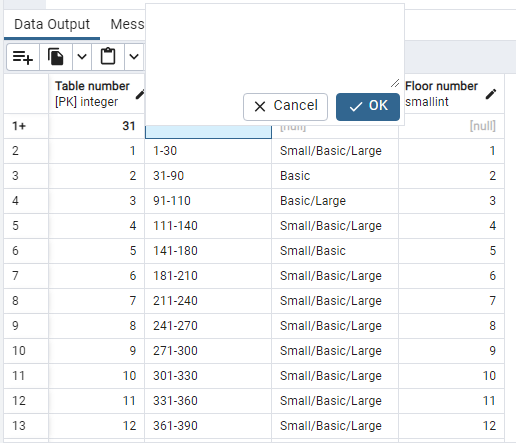 Data Output Mess
Cancel OK
Table number Floor number
[PK] integer smallint
1+ 31 [null] [null]
2 1 1-30 Small/Basic/Large 1
3 2 31-90 Basic 2
4 3 91-110 Basic/Large 3
5 4 111-140 Small/Basic/Large 4
6 5 141-180 Small/Basic 5
7 6 181-210 Small/Basic/Large 6
8 7 211-240 Small/Basic/Large 7
9 8 241-270 Small/Basic/Large 8
10 9 271-300 Small/Basic/Large 9
11 10 301-330 Small/Basic/Large 10
12 11 331-360 Small/Basic/Large 11
13 12 361-390 Small/Basic/Large 12